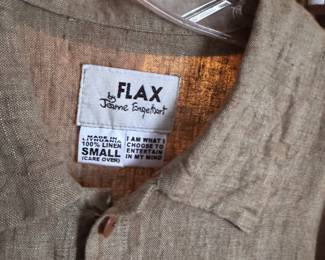 FLAX
by
Jeanne Engelhart
MADE IN
LITHUANIA
100% LINEN
SMALL
(CARE OVER)
I AM WHAT I
CHOOSE TO
ENTERTAIN
IN MY MIND